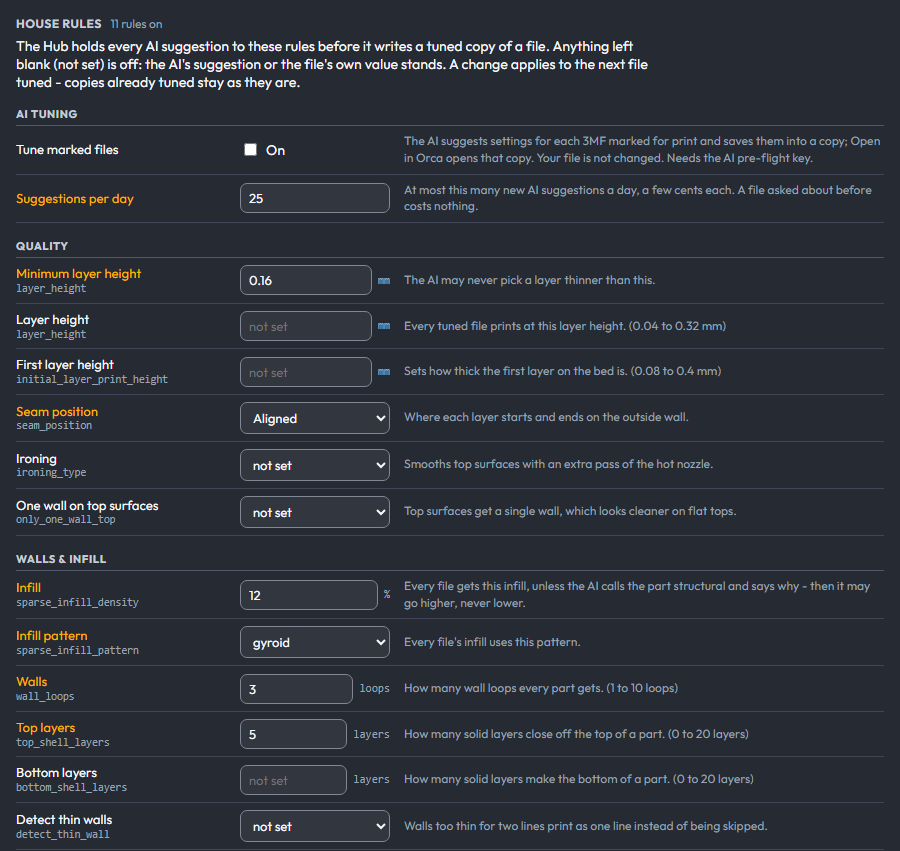 HOUSE RULES 11 rules on
The Hub holds every AI suggestion to these rules before it writes a tuned copy of a file. Anything left
blank (not set) is off: the AI's suggestion or the file's own value stands. A change applies to the next file
tuned - copies already tuned stay as they are.
AI TUNING
Tune marked files
On
The AI suggests settings for each 3MF marked for print and saves them into a copy; Open
in Orca opens that copy. Your file is not changed. Needs the AI pre-flight key.
Suggestions per day
25
At most this many new AI suggestions a day, a few cents each. A file asked about before
costs nothing.
QUALITY
Minimum layer height
layer_height
0.16 mm
The AI may never pick a layer thinner than this.
Layer height
layer_height
not set mm
Every tuned file prints at this layer height. (0.04 to 0.32 mm)
First layer height
initial_layer_print_height
not set mm
Sets how thick the first layer on the bed is. (0.08 to 0.4 mm)
Seam position
seam_position
Aligned
Where each layer starts and ends on the outside wall.
Ironing
ironing_type
not set
Smooths top surfaces with an extra pass of the hot nozzle.
One wall on top surfaces
only_one_wall_top
not set
Top surfaces get a single wall, which looks cleaner on flat tops.
WALLS & INFILL
Infill
sparse_infill_density
12 %
Every file gets this infill, unless the AI calls the part structural and says why - then it may
go higher, never lower.
Infill pattern
sparse_infill_pattern
gyroid
Every file's infill uses this pattern.
Walls
wall_loops
3 loops
How many wall loops every part gets. (1 to 10 loops)
Top layers
top_shell_layers
5 layers
How many solid layers close off the top of a part. (0 to 20 layers)
Bottom layers
bottom_shell_layers
not set layers
How many solid layers make the bottom of a part. (0 to 20 layers)
Detect thin walls
detect_thin_wall
not set
Walls too thin for two lines print as one line instead of being skipped.